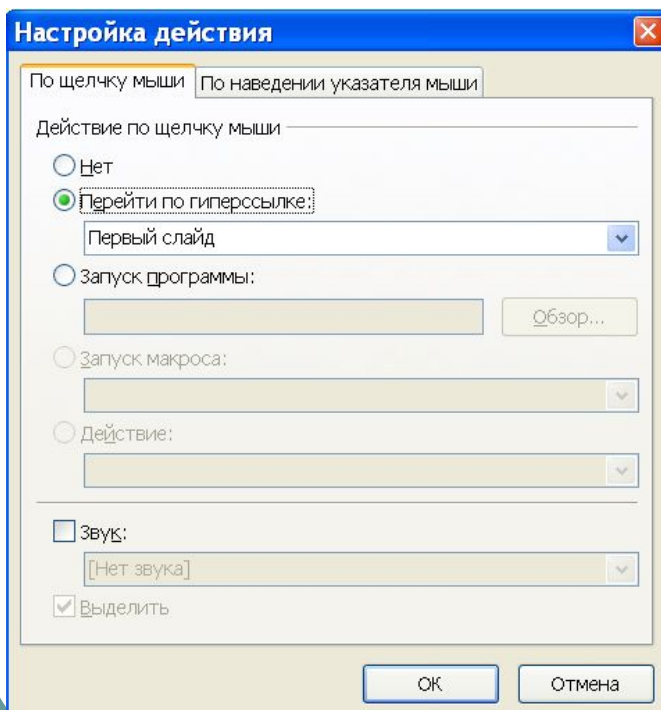 Настройка действия
По щелчку мыши По наведении указателя мыши
Действие по щелчку мыши
Нет
Перейти по гиперссылке:
Первый слайд
Запуск программы:
Обзор...
Запуск макроса:
Действие:
Звук:
[Нет звука]
Выделить
ОК Отмена